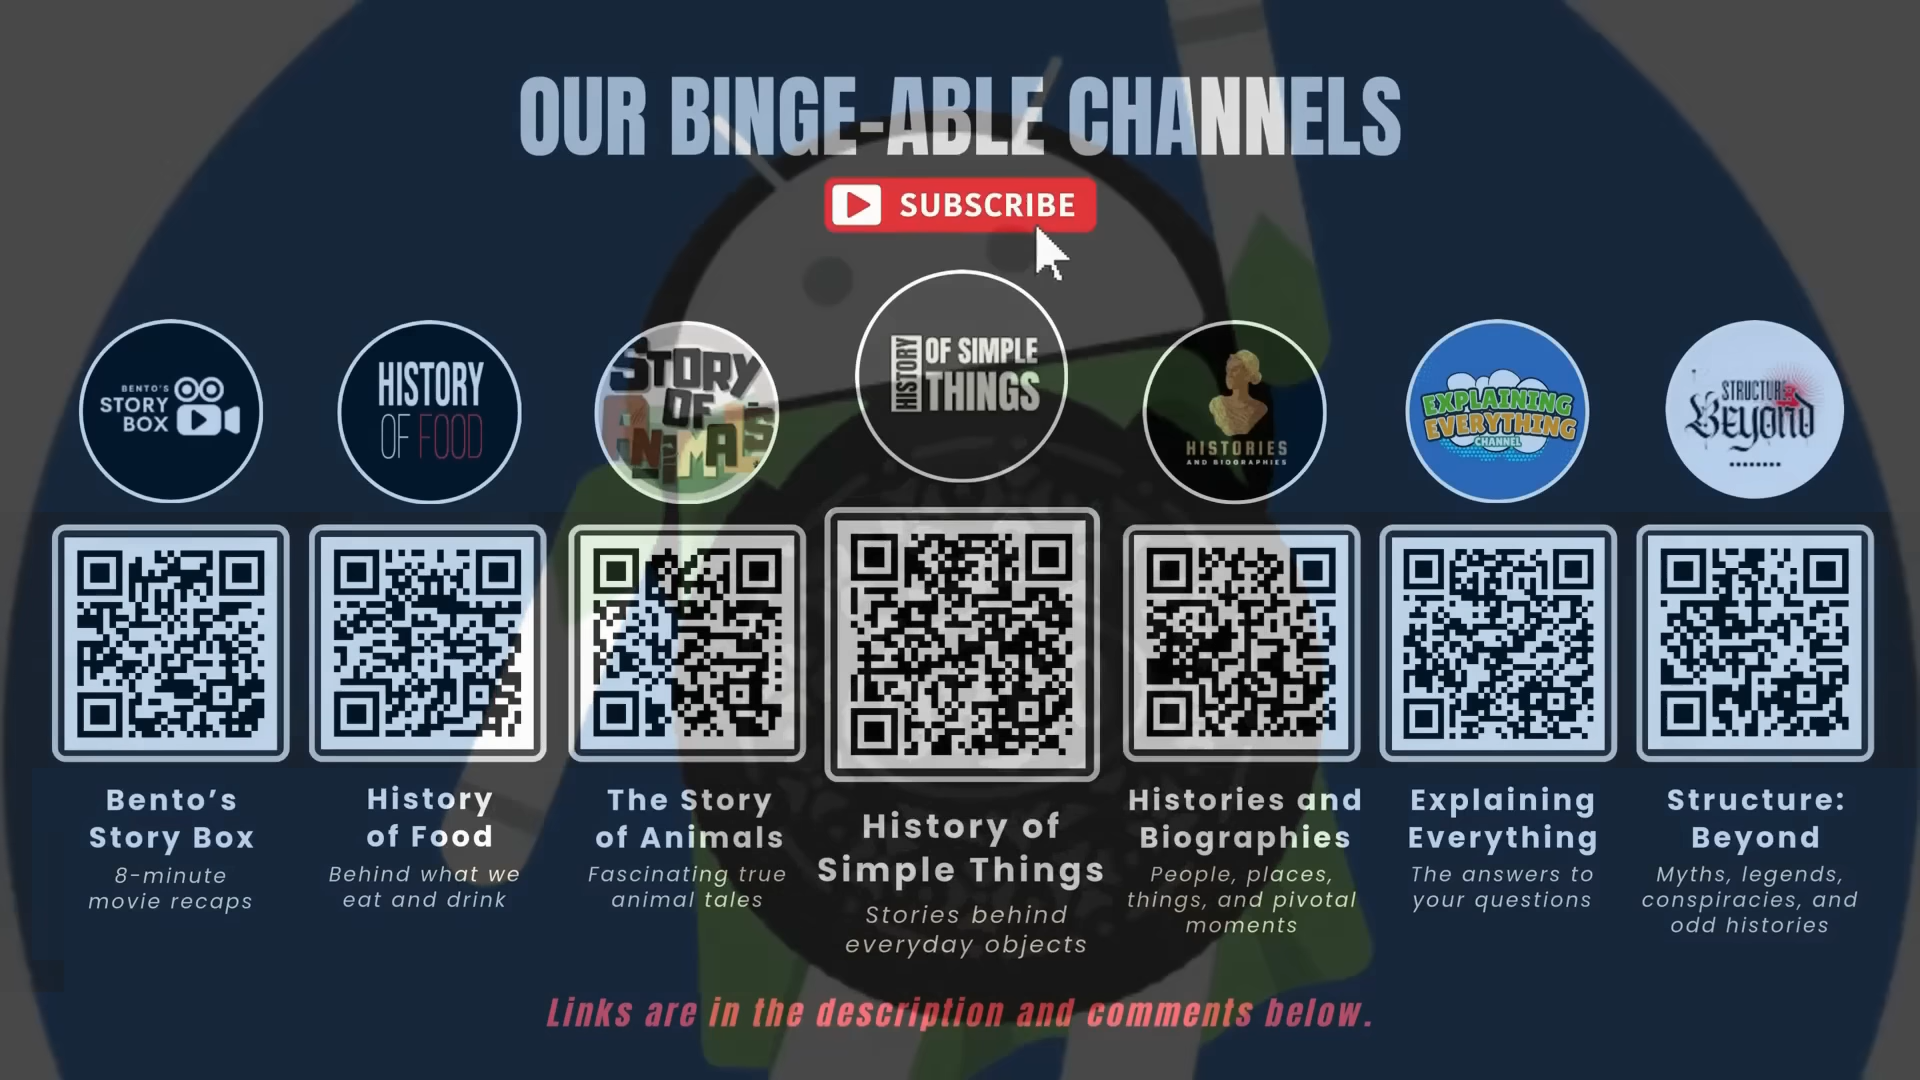 OUR BINGE-ABLE CHANNELS
SUBSCRIBE
BENTO'S
STORY
BOX
HISTORY
OF FOOD
STORY
OF
ANIMALS
HISTORY
OF SIMPLE
THINGS
HISTORIES
AND BIOGRAPHIES
EXPLAINING
EVERYTHING
CHANNEL
STRUCTURE
Beyond
Bento's
Story Box
8-minute
movie recaps
History
of Food
Behind what we
eat and drink
The Story
of Animals
Fascinating true
animal tales
History of
Simple Things
Stories behind
everyday objects
Histories and
Biographies
People, places,
things, and pivotal
moments
Explaining
Everything
The answers to
your questions
Structure:
Beyond
Myths, legends,
conspiracies, and
odd histories
Links are in the description and comments below.